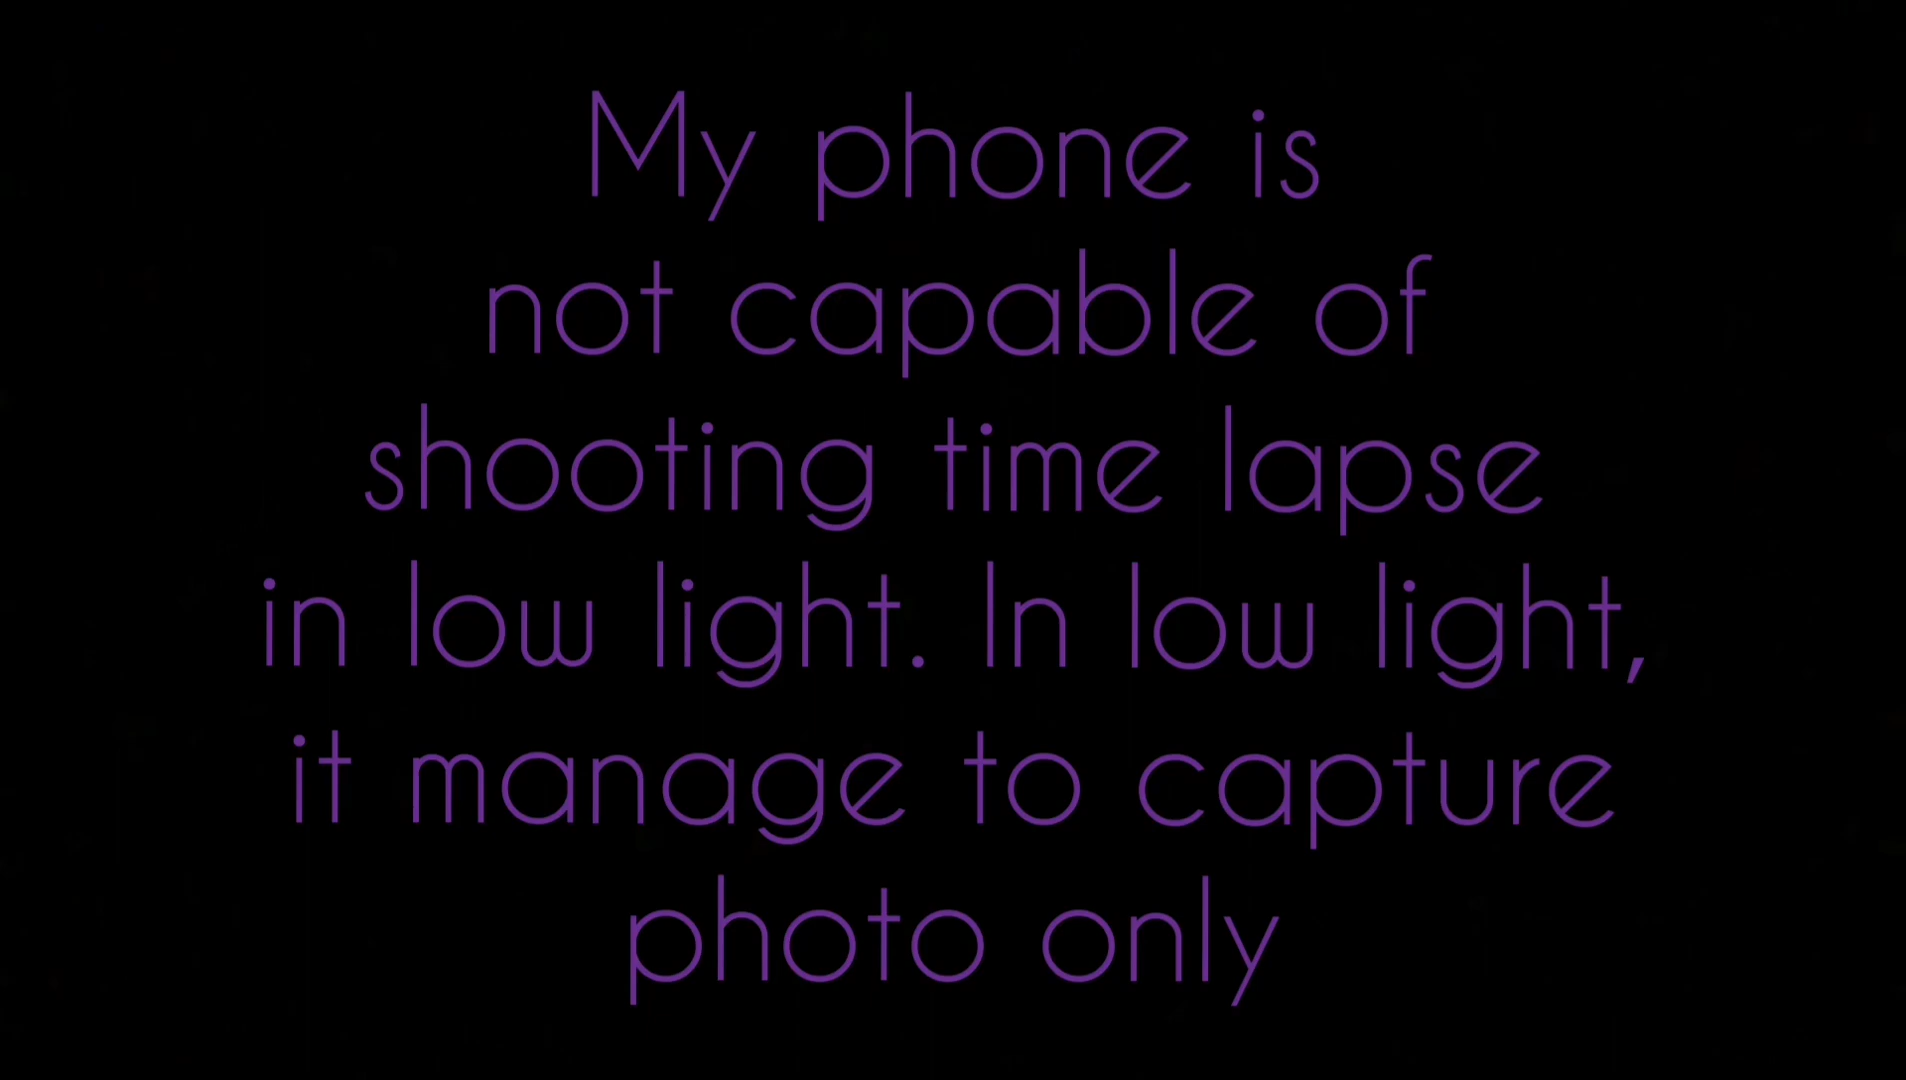 My phone is
not capable of
shooting time lapse
in low light. In low light,
it manage to capture
photo only